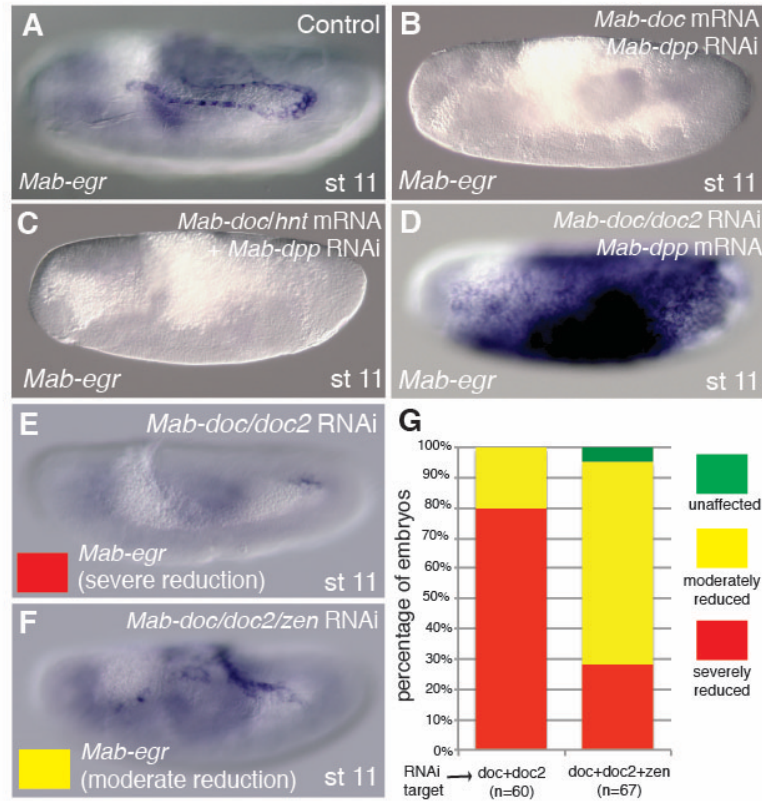 A
Control
Mab-egr
st 11
B
Mab-doc mRNA
Mab-dpp RNAi
Mab-egr
st 11
C
Mab-doc/hnt mRNA
+ Mab-dpp RNAi
Mab-egr
st 11
D
Mab-doc/doc2 RNAi
Mab-dpp mRNA
Mab-egr
st 11
E
Mab-doc/doc2 RNAi
Mab-egr
(severe reduction)
st 11
F
Mab-doc/doc2/zen RNAi
Mab-egr
(moderate reduction)
st 11
G
percentage of embryos
100%
90%
80%
70%
60%
50%
40%
30%
20%
10%
0%
RNAi
target
doc+doc2
(n=60)
doc+doc2+zen
(n=67)
unaffected
moderately
reduced
severely
reduced